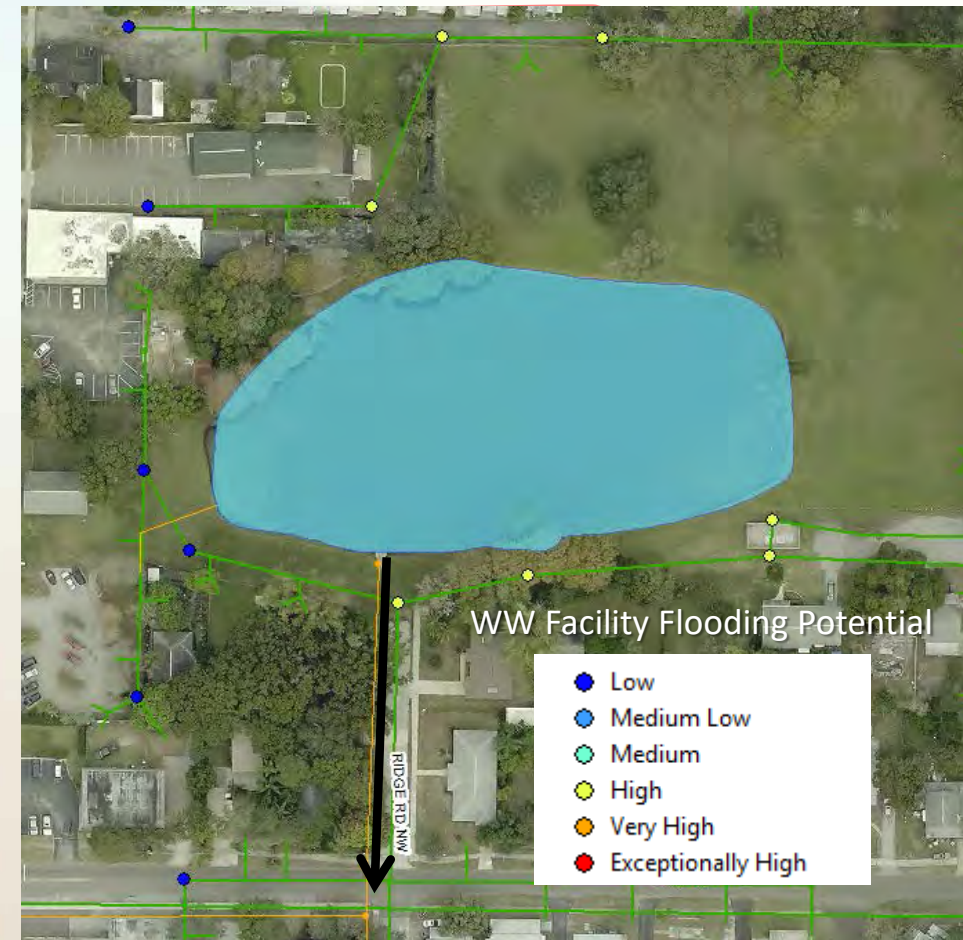 RIDGE RD NW
WW Facility Flooding Potential
Low
Medium Low
Medium
High
Very High
Exceptionally High